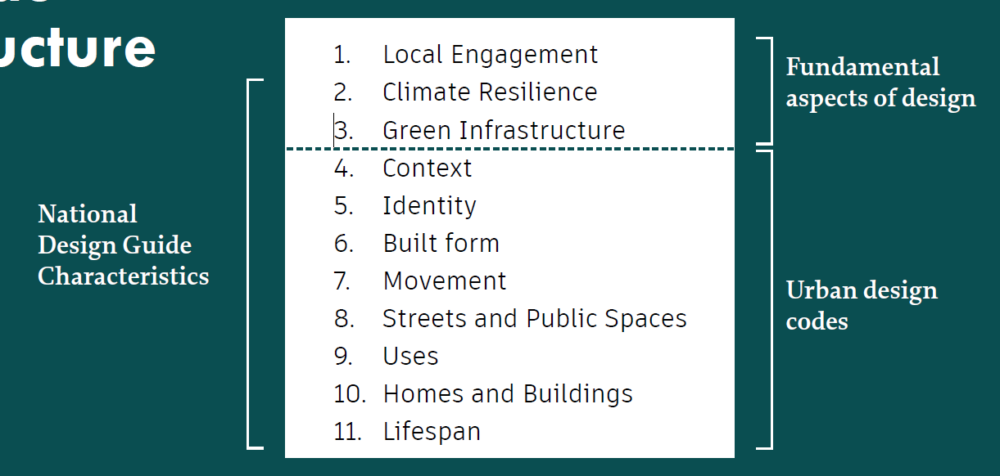 ucture
1. Local Engagement
2. Climate Resilience
3. Green Infrastructure
4. Context
5. Identity
6. Built form
7. Movement
8. Streets and Public Spaces
9. Uses
10. Homes and Buildings
11. Lifespan
National
Design Guide
Characteristics
Fundamental
aspects of design
Urban design
codes